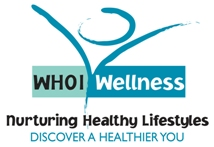 WHOI Wellness
Nurturing Healthy Lifestyles
DISCOVER A HEALTHIER YOU